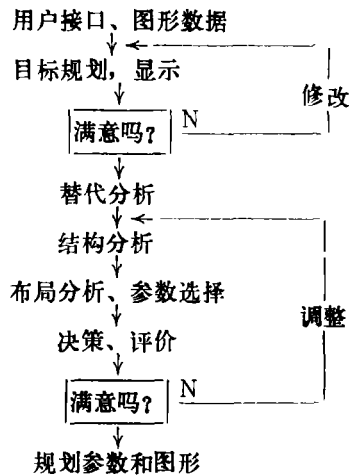 用户接口、图形数据
目标规划，显示
修改
满意吗？
N
替代分析
结构分析
布局分析、参数选择
调整
决策、评价
满意吗？
N
规划参数和图形